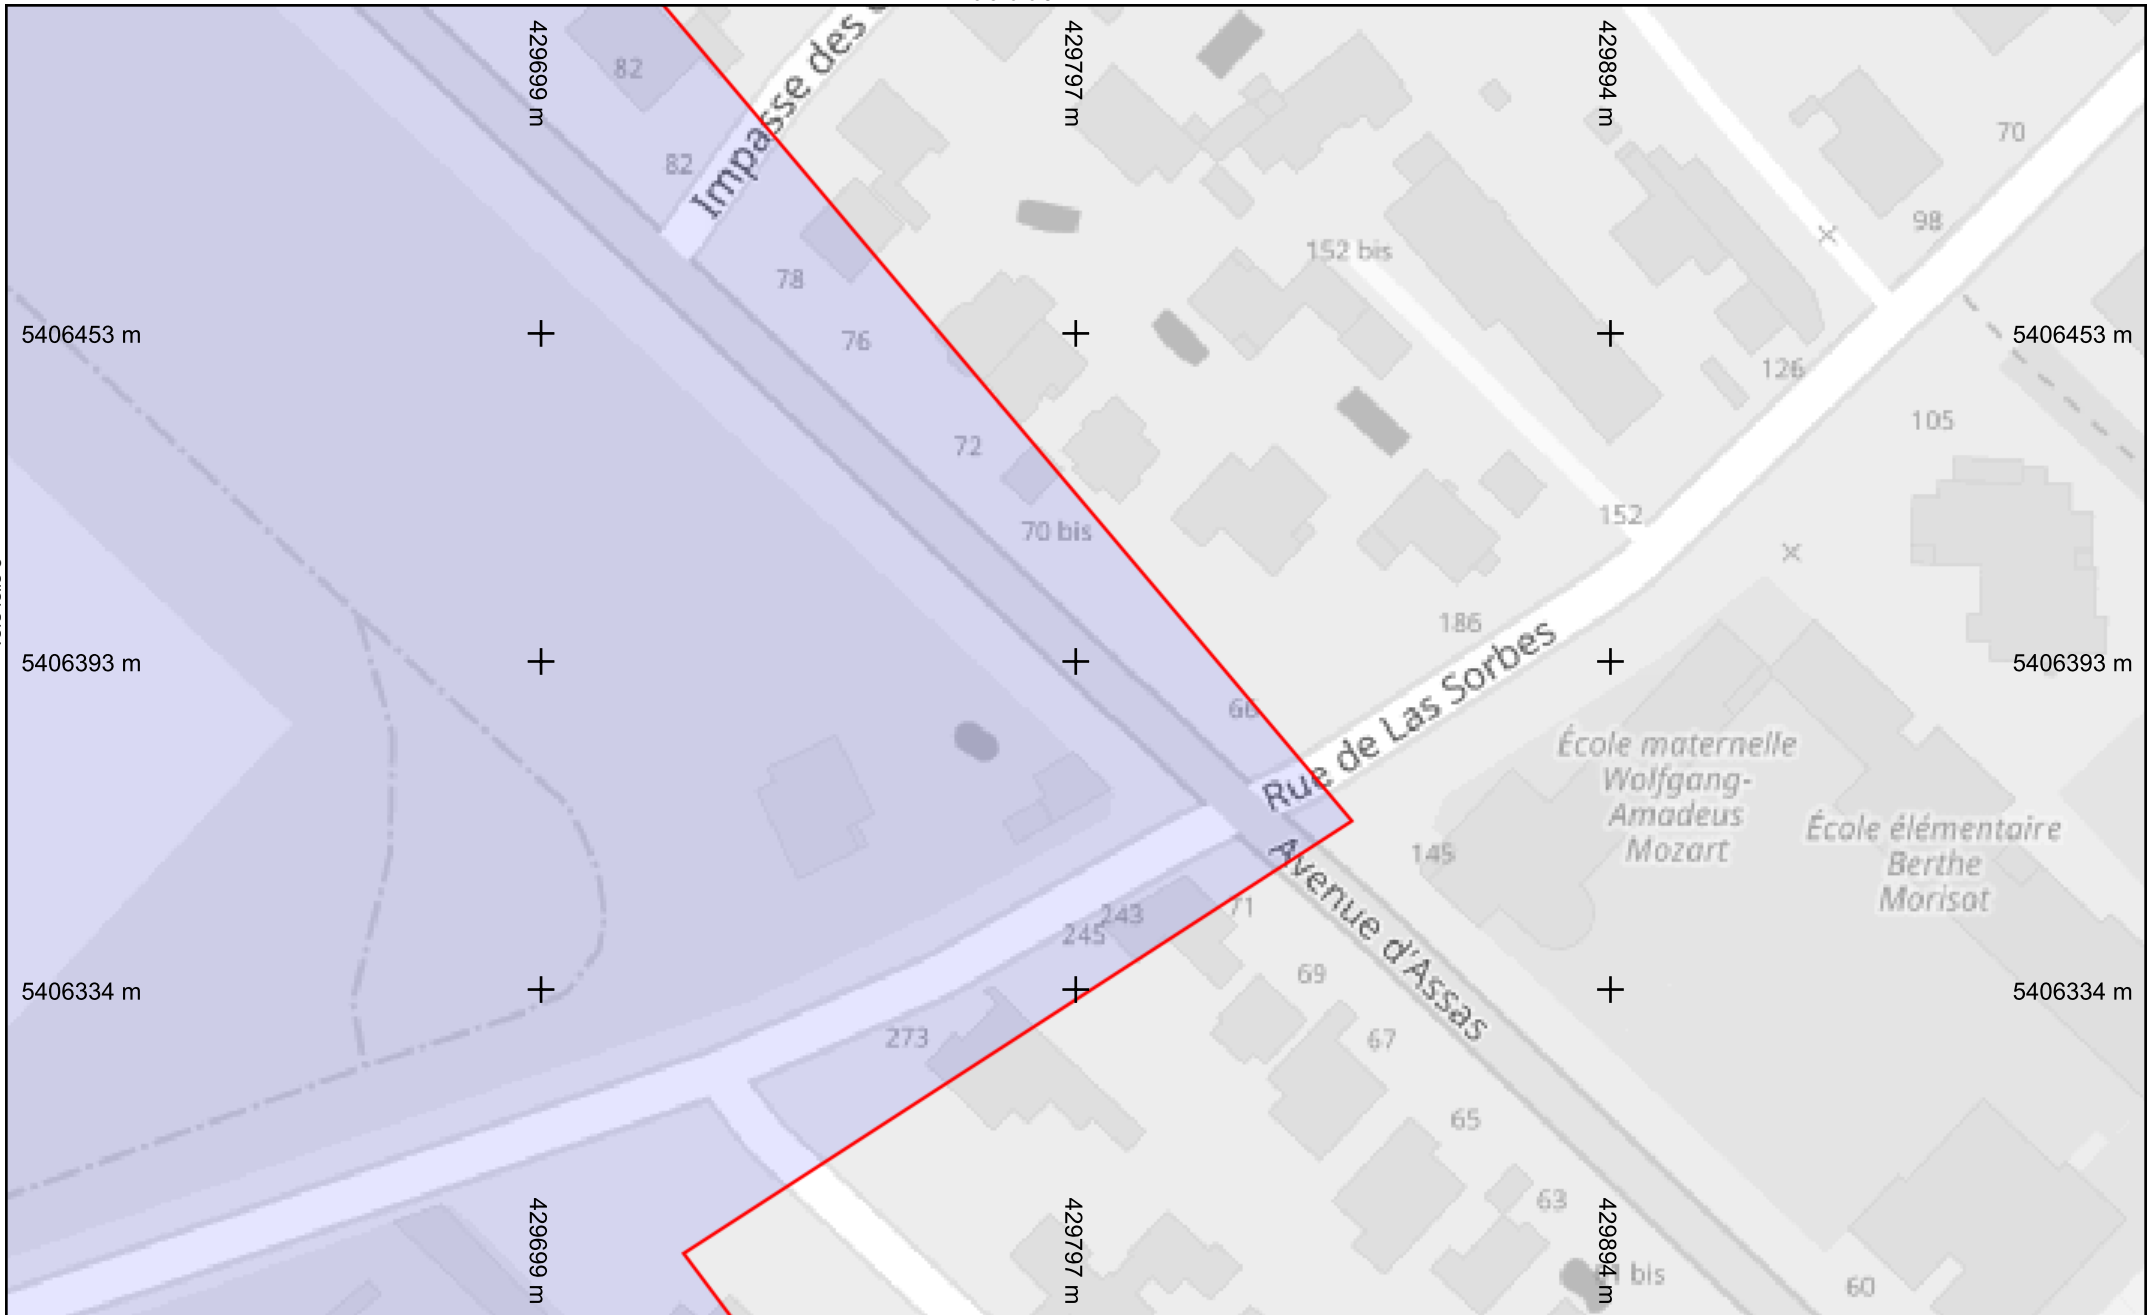 429699 m
429797 m
429894 m
Impasse des
82
82
70
98
78
152 bis
76
5406453 m
5406453 m
126
105
72
152
70 bis
186
5406393 m
5406393 m
66
Rue de Las Sorbes
École maternelle
Wolfgang-
Amadeus
Mozart
École élémentaire
Berthe
Morisot
145
Avenue d'Assas
71
243
245
69
5406334 m
5406334 m
273
67
65
63
429699 m
429797 m
429894 m
bis
60